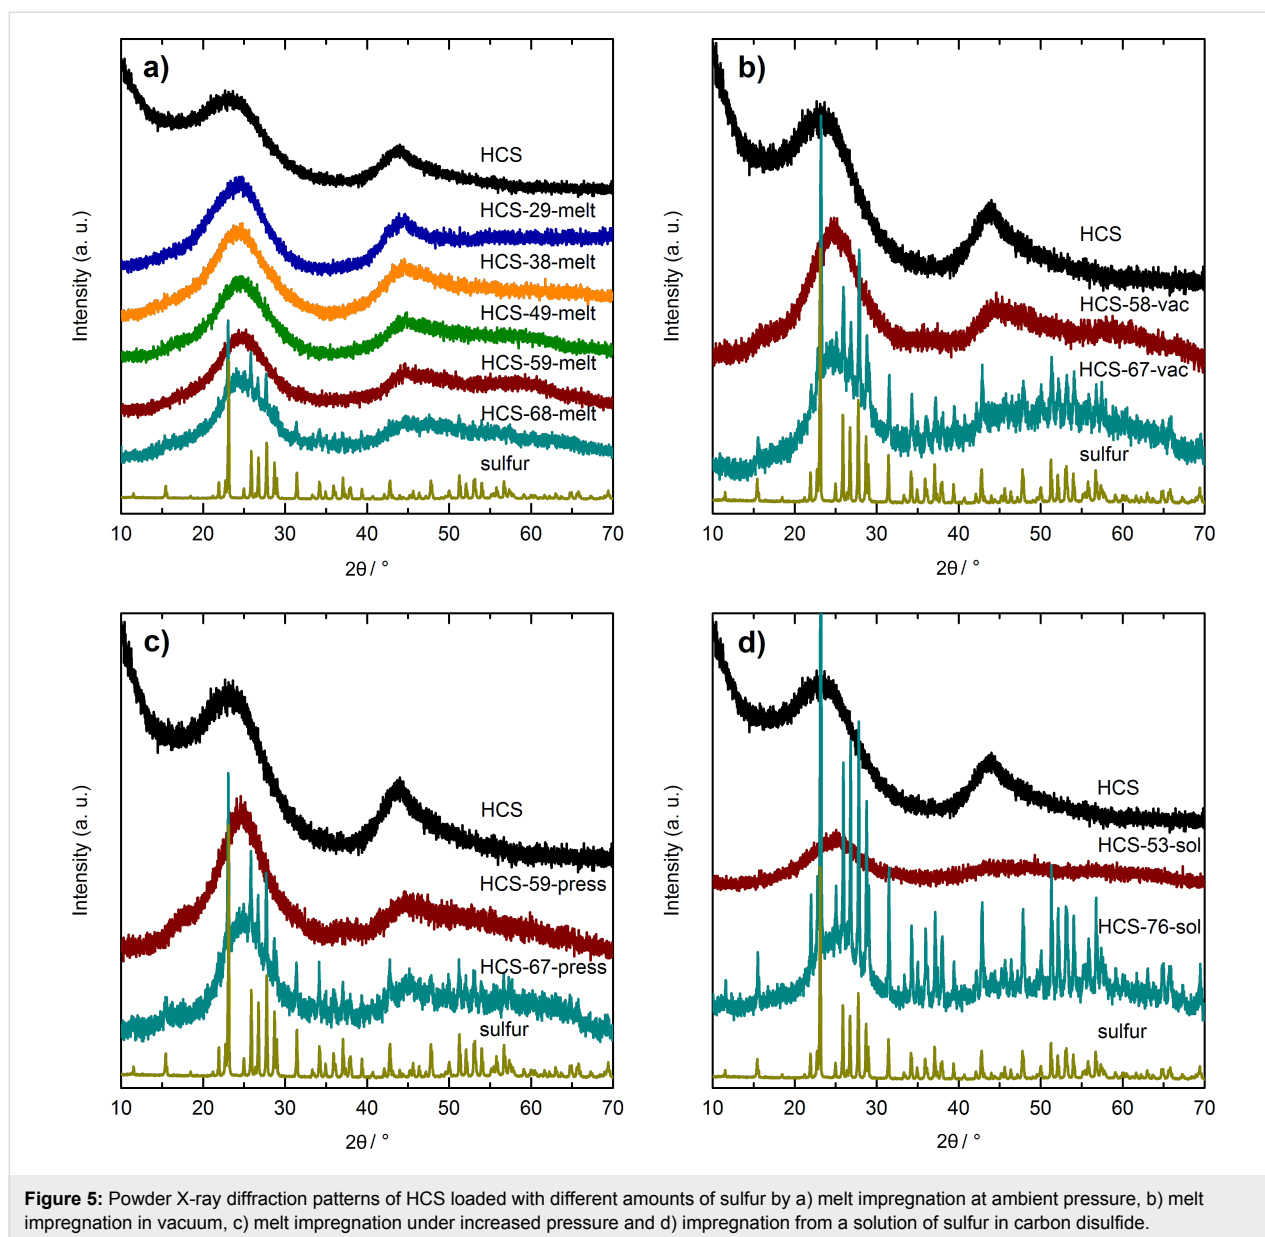 a)
HCS
HCS-29-melt
HCS-38-melt
HCS-49-melt
HCS-59-melt
HCS-68-melt
sulfur
Intensity (a. u.)
10 20 30 40 50 60 70
2θ / °
b)
HCS
HCS-58-vac
HCS-67-vac
sulfur
Intensity (a. u.)
10 20 30 40 50 60 70
2θ / °
c)
HCS
HCS-59-press
HCS-67-press
sulfur
Intensity (a. u.)
10 20 30 40 50 60 70
2θ / °
d)
HCS
HCS-53-sol
HCS-76-sol
sulfur
Intensity (a. u.)
10 20 30 40 50 60 70
2θ / °
Figure 5: Powder X-ray diffraction patterns of HCS loaded with different amounts of sulfur by a) melt impregnation at ambient pressure, b) melt
impregnation in vacuum, c) melt impregnation under increased pressure and d) impregnation from a solution of sulfur in carbon disulfide.